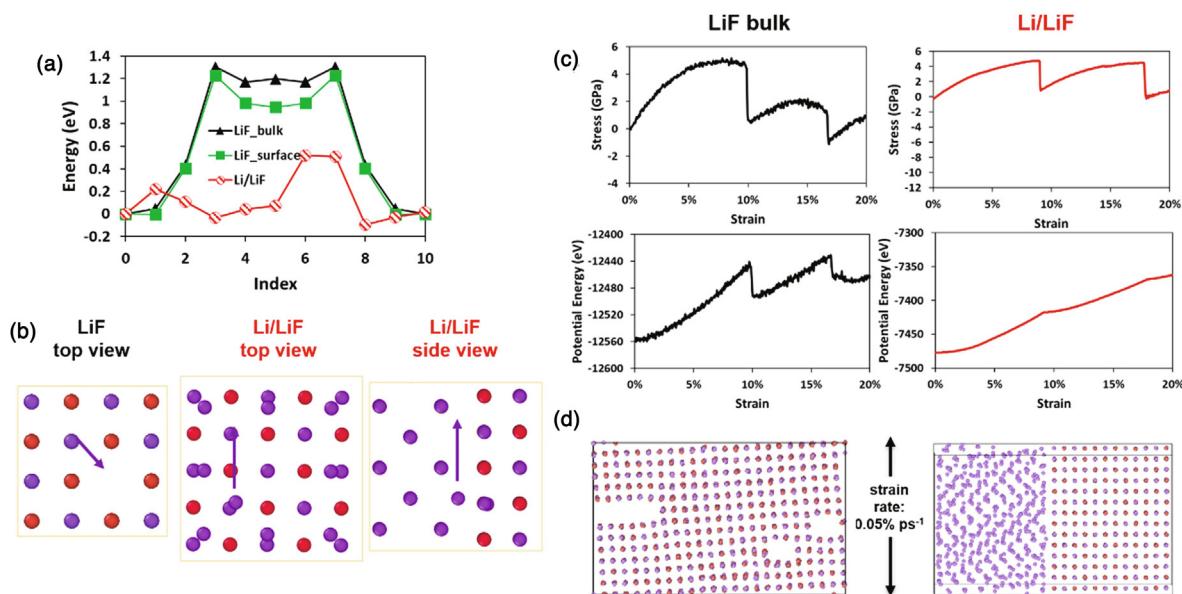 (a)
1.4
1.2
1
0.8
0.6
0.4
0.2
0
-0.2
Energy (eV)
LiF_bulk
LiF_surface
Li/LiF
0 2 4 6 8 10
Index
(b)
LiF
top view
Li/LiF
top view
Li/LiF
side view
(c)
LiF bulk
6
4
2
0
-2
4
Stress (GPa)
0% 5% 10% 15% 20%
Strain
Li/LiF
6
4
2
0
-2
-4
-6
-8
-10
-12
Stress (GPa)
0% 5% 10% 15% 20%
Strain
-12400
-12440
-12480
-12520
-12560
-12600
Potential Energy (eV)
0% 5% 10% 15% 20%
Strain
-7300
-7350
-7400
-7450
-7500
Potential Energy (eV)
0% 5% 10% 15% 20%
Strain
(d)
strain
rate:
0.05% ps⁻¹